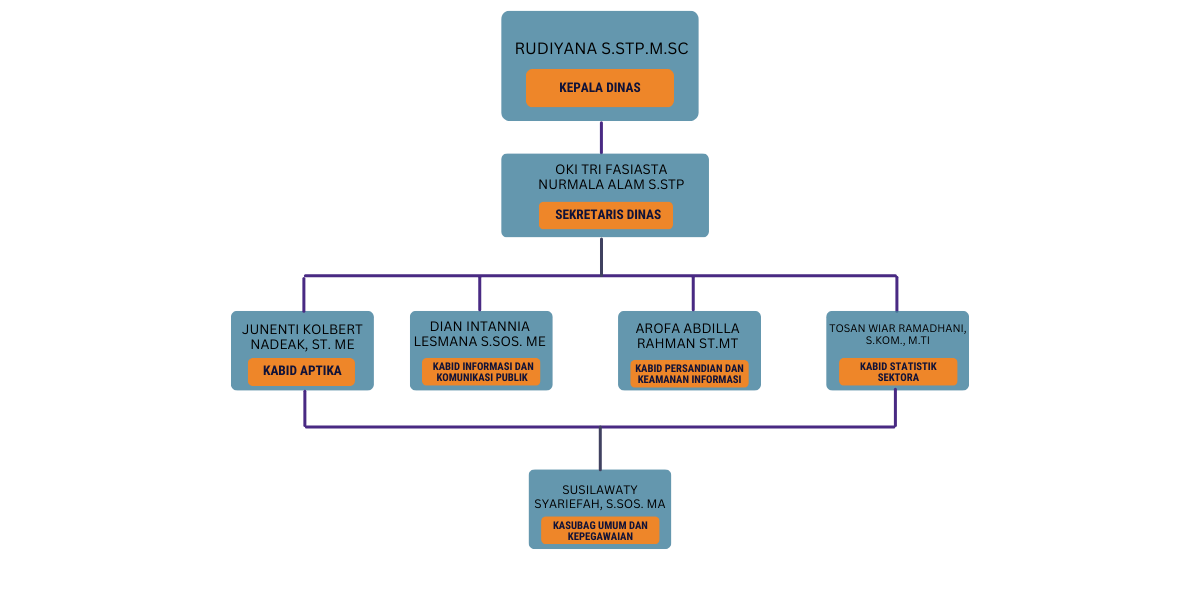 RUDIYANA S.STP.M.SC
KEPALA DINAS
OKI TRI FASIASTA
NURMALA ALAM S.STP
SEKRETARIS DINAS
JUNENTI KOLBERT
NADEAK, ST. ME
KABID APTIKA
DIAN INTANNIA
LESMANA S.SOS. ME
KABID INFORMASI DAN
KOMUNIKASI PUBLIK
AROFA ABDILLA
RAHMAN ST.MT
KABID PERSANDIAN DAN
KEAMANAN INFORMASI
TOSAN WIAR RAMADHANI,
S.KOM., M.TI
KABID STATISTIK
SEKTORA
SUSILAWATY
SYARIEFAH, S.SOS. MA
KASUBAG UMUM DAN
KEPEGAWAIAN